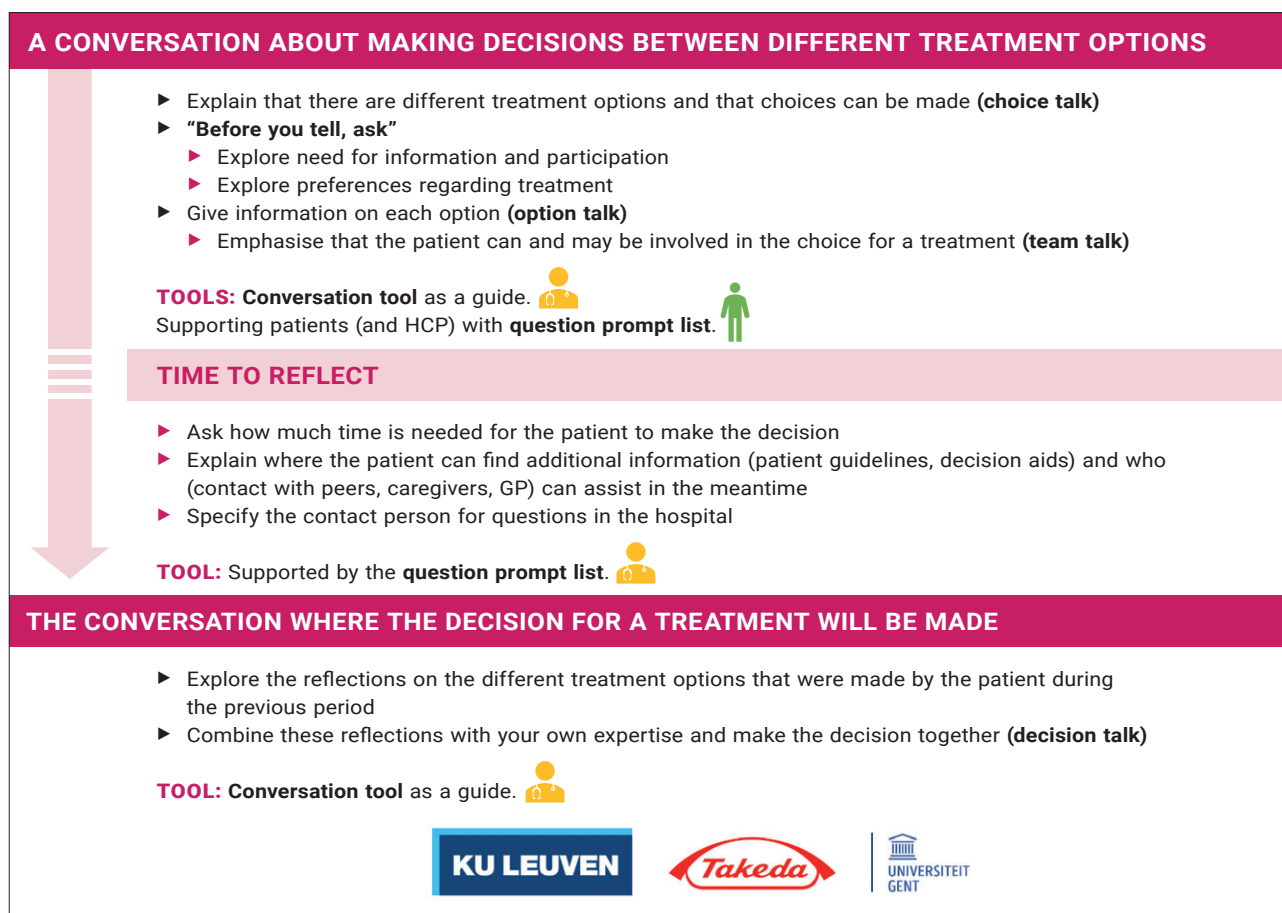 A CONVERSATION ABOUT MAKING DECISIONS BETWEEN DIFFERENT TREATMENT OPTIONS
► Explain that there are different treatment options and that choices can be made (choice talk)
► “Before you tell, ask”
► Explore need for information and participation
► Explore preferences regarding treatment
► Give information on each option (option talk)
► Emphasise that the patient can and may be involved in the choice for a treatment (team talk)
TOOLS: Conversation tool as a guide.
Supporting patients (and HCP) with question prompt list.
TIME TO REFLECT
► Ask how much time is needed for the patient to make the decision
► Explain where the patient can find additional information (patient guidelines, decision aids) and who
(contact with peers, caregivers, GP) can assist in the meantime
► Specify the contact person for questions in the hospital
TOOL: Supported by the question prompt list.
THE CONVERSATION WHERE THE DECISION FOR A TREATMENT WILL BE MADE
► Explore the reflections on the different treatment options that were made by the patient during
the previous period
► Combine these reflections with your own expertise and make the decision together (decision talk)
TOOL: Conversation tool as a guide.
KU LEUVEN
Takeda
UNIVERSITEIT
GENT